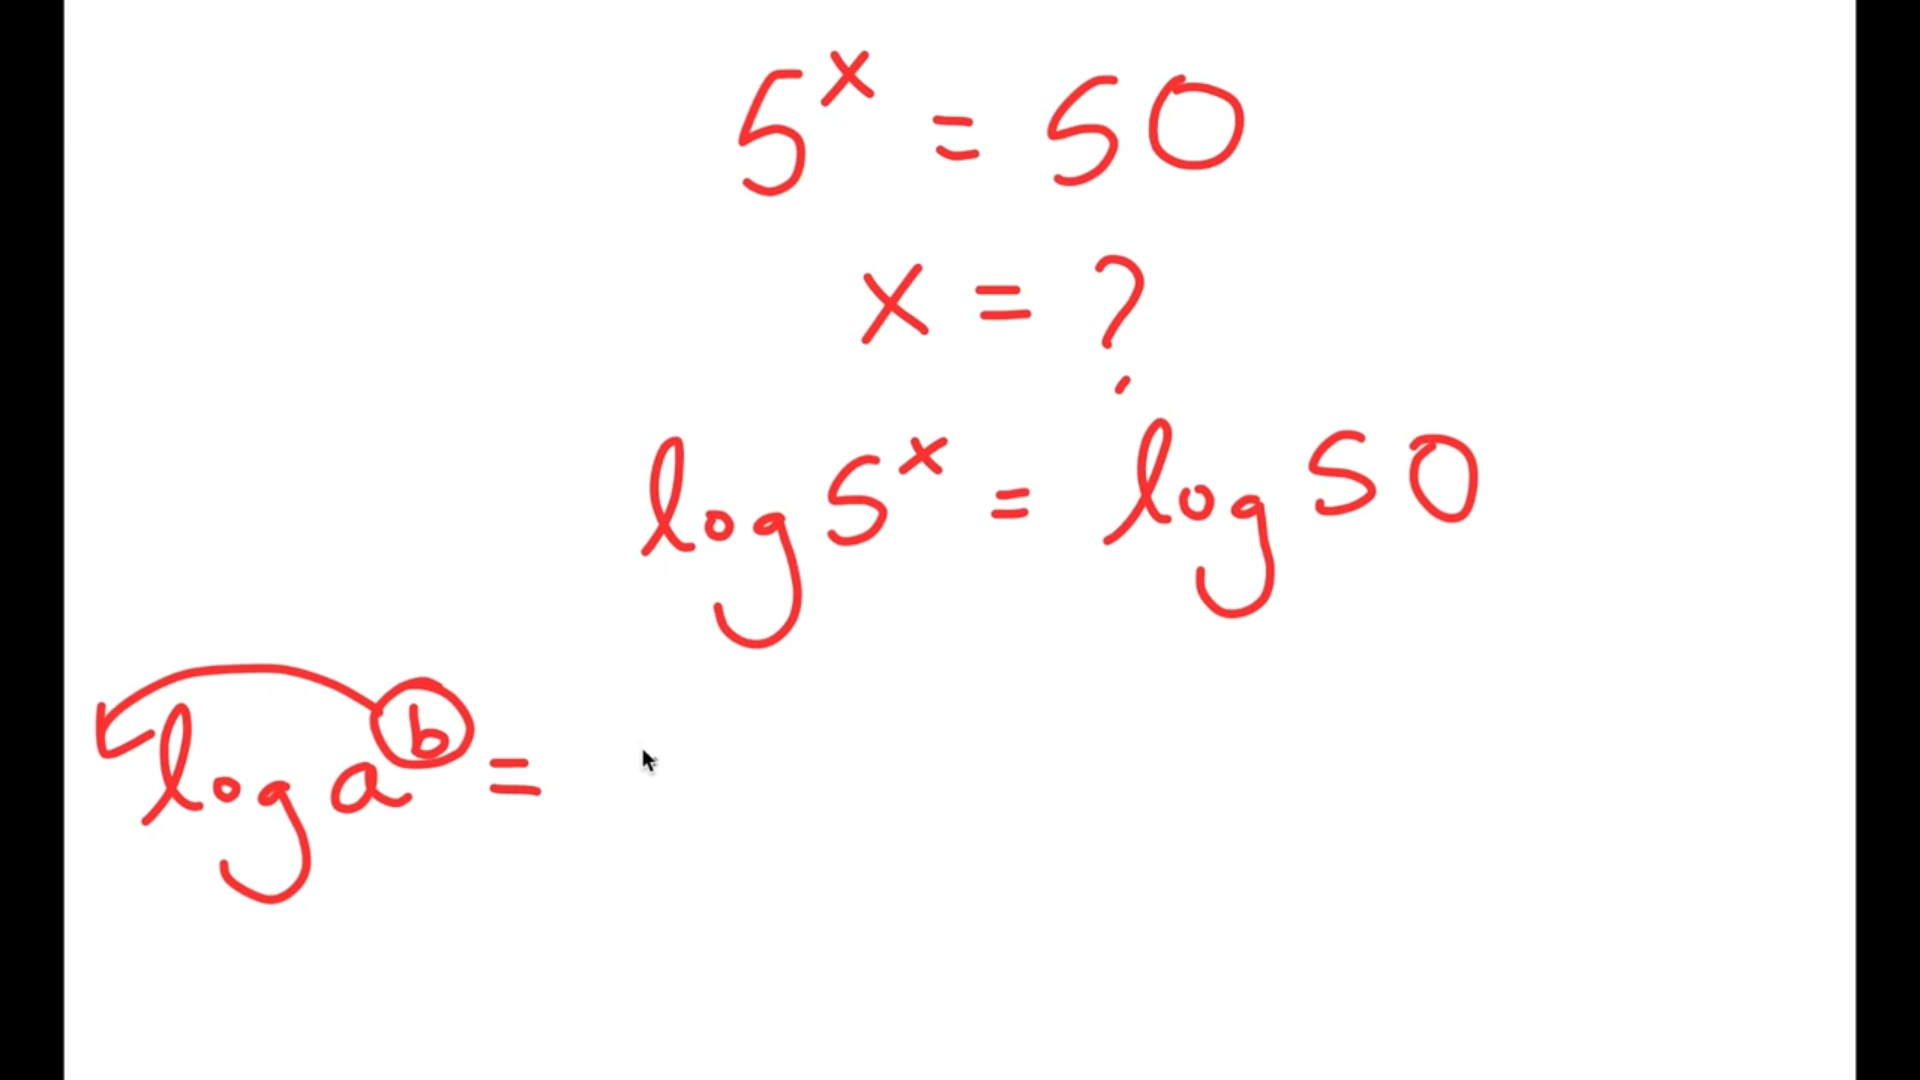 5^x = 50
x = ?
log 5^x = log 50
log a^b =